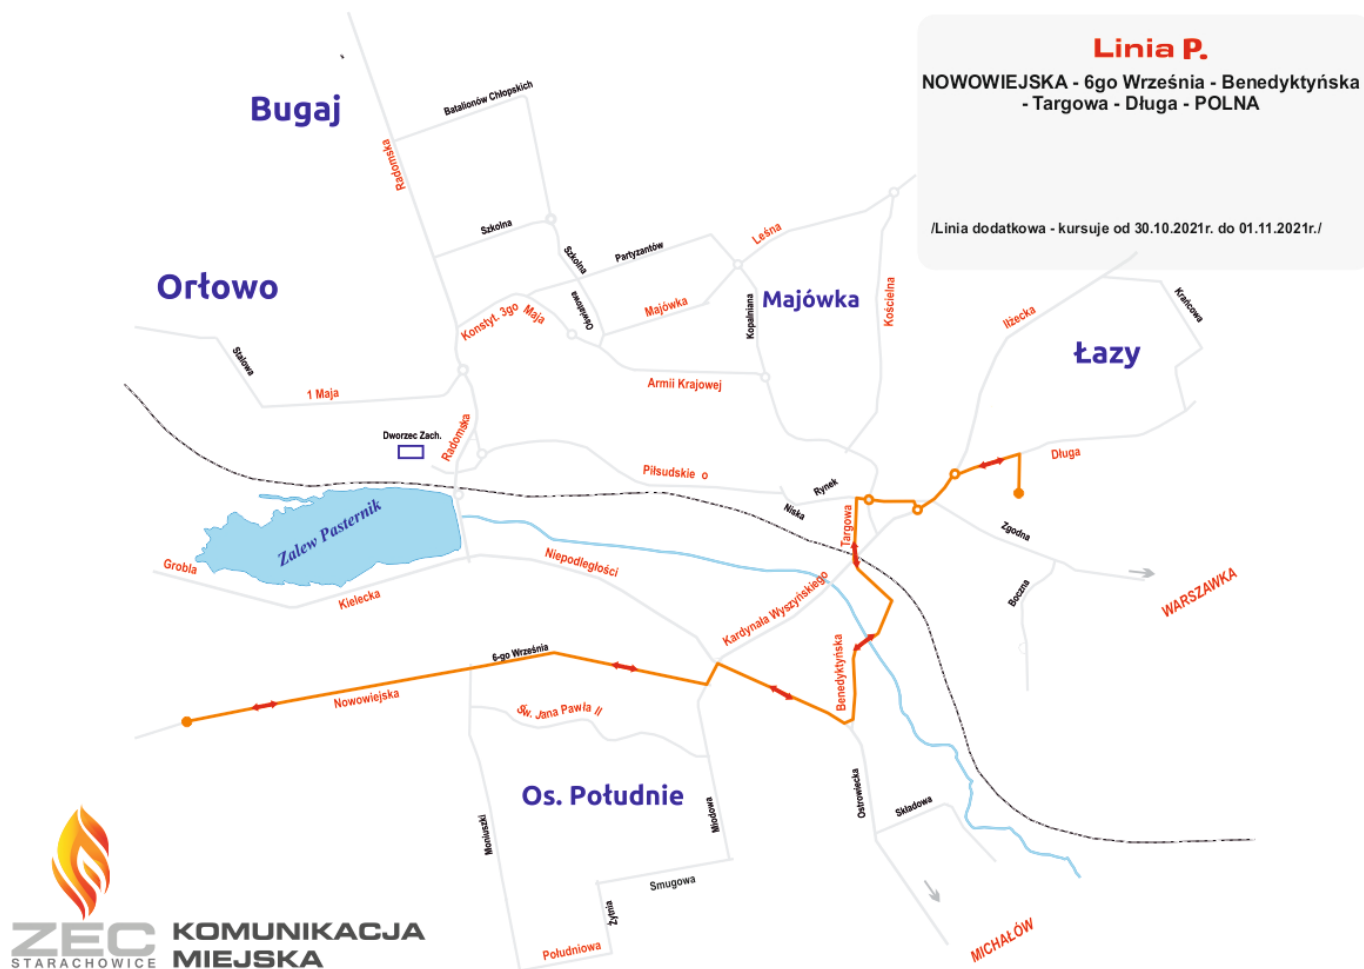 Linia P.
NOWOWIEJSKA - 6go Września - Benedyktyńska
- Targowa - Długa - POLNA
/Linia dodatkowa - kursuje od 30.10.2021r. do 01.11.2021r./
Bugaj
Batalionów Chłopskich
Radomska
Szkolna
Szkolna
Partyzantów
Leśna
Orłowo
Oświatowa
Majówka
Kopalniana
Majówka
Kościelna
Krańcowa
Konstyt. 3go Maja
Iłżecka
Łazy
Stalowa
1 Maja
Armii Krajowej
Dworzec Zach.
Radomska
Długa
Piłsudskie o
Rynek
Niska
Targowa
Zgodna
Zalew Pasternik
Grobla
Niepodległości
Kielecka
Kardynała Wyszyńskiego
Boczna
WARSZAWKA
6-go Września
Benedyktyńska
Nowowiejska
Św. Jana Pawła II
Os. Południe
Ostrowiecka
Składowa
Moniuszki
Miodowa
Smugowa
Żytnia
Południowa
MICHAŁÓW
ZEC
STARACHOWICE
KOMUNIKACJA
MIEJSKA